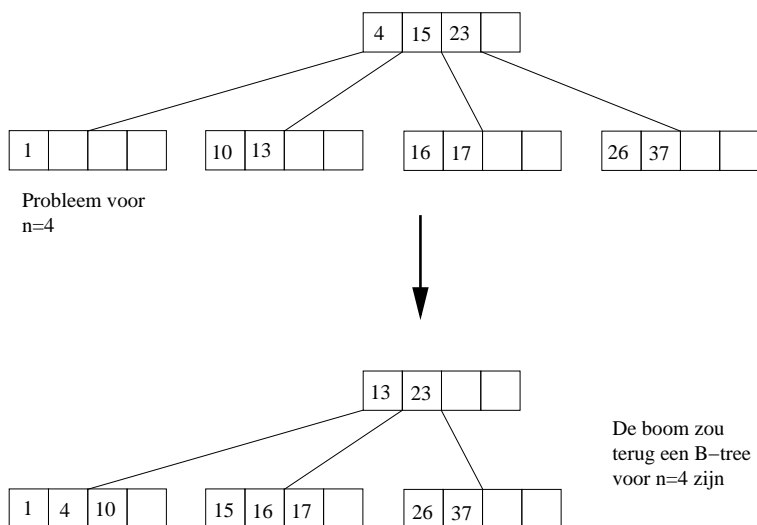 4 15 23
1
10 13
16 17
26 37
Probleem voor
n=4
13 23
De boom zou
terug een B−tree
voor n=4 zijn
1 4 10
15 16 17
26 37